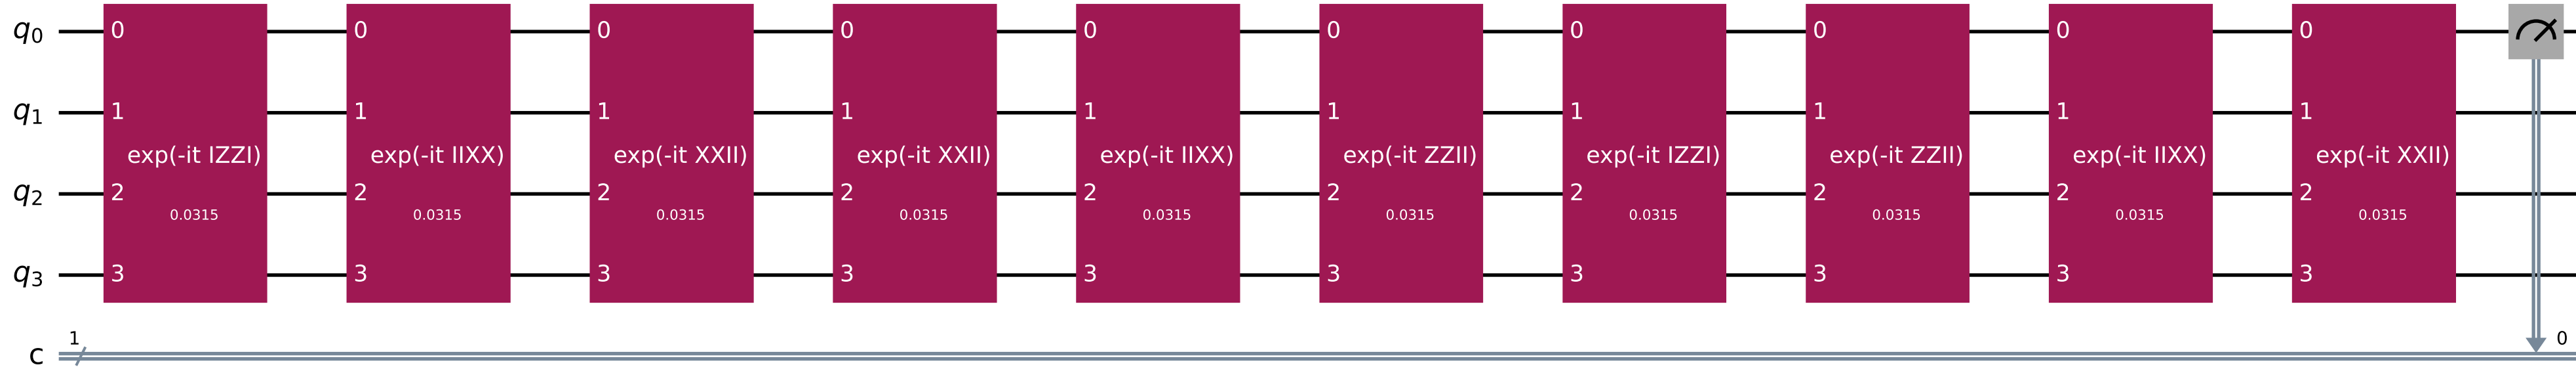 q0 0 0 0 0 0 0 0 0 0 0
q1 1 1 1 1 1 1 1 1 1 1
exp(-it IZZI) exp(-it IIXX) exp(-it XXII) exp(-it XXII) exp(-it IIXX) exp(-it ZZII) exp(-it IZZI) exp(-it ZZII) exp(-it IIXX) exp(-it XXII)
q2 2 2 2 2 2 2 2 2 2 2
0.0315 0.0315 0.0315 0.0315 0.0315 0.0315 0.0315 0.0315 0.0315 0.0315
q3 3 3 3 3 3 3 3 3 3 3
1 0
c